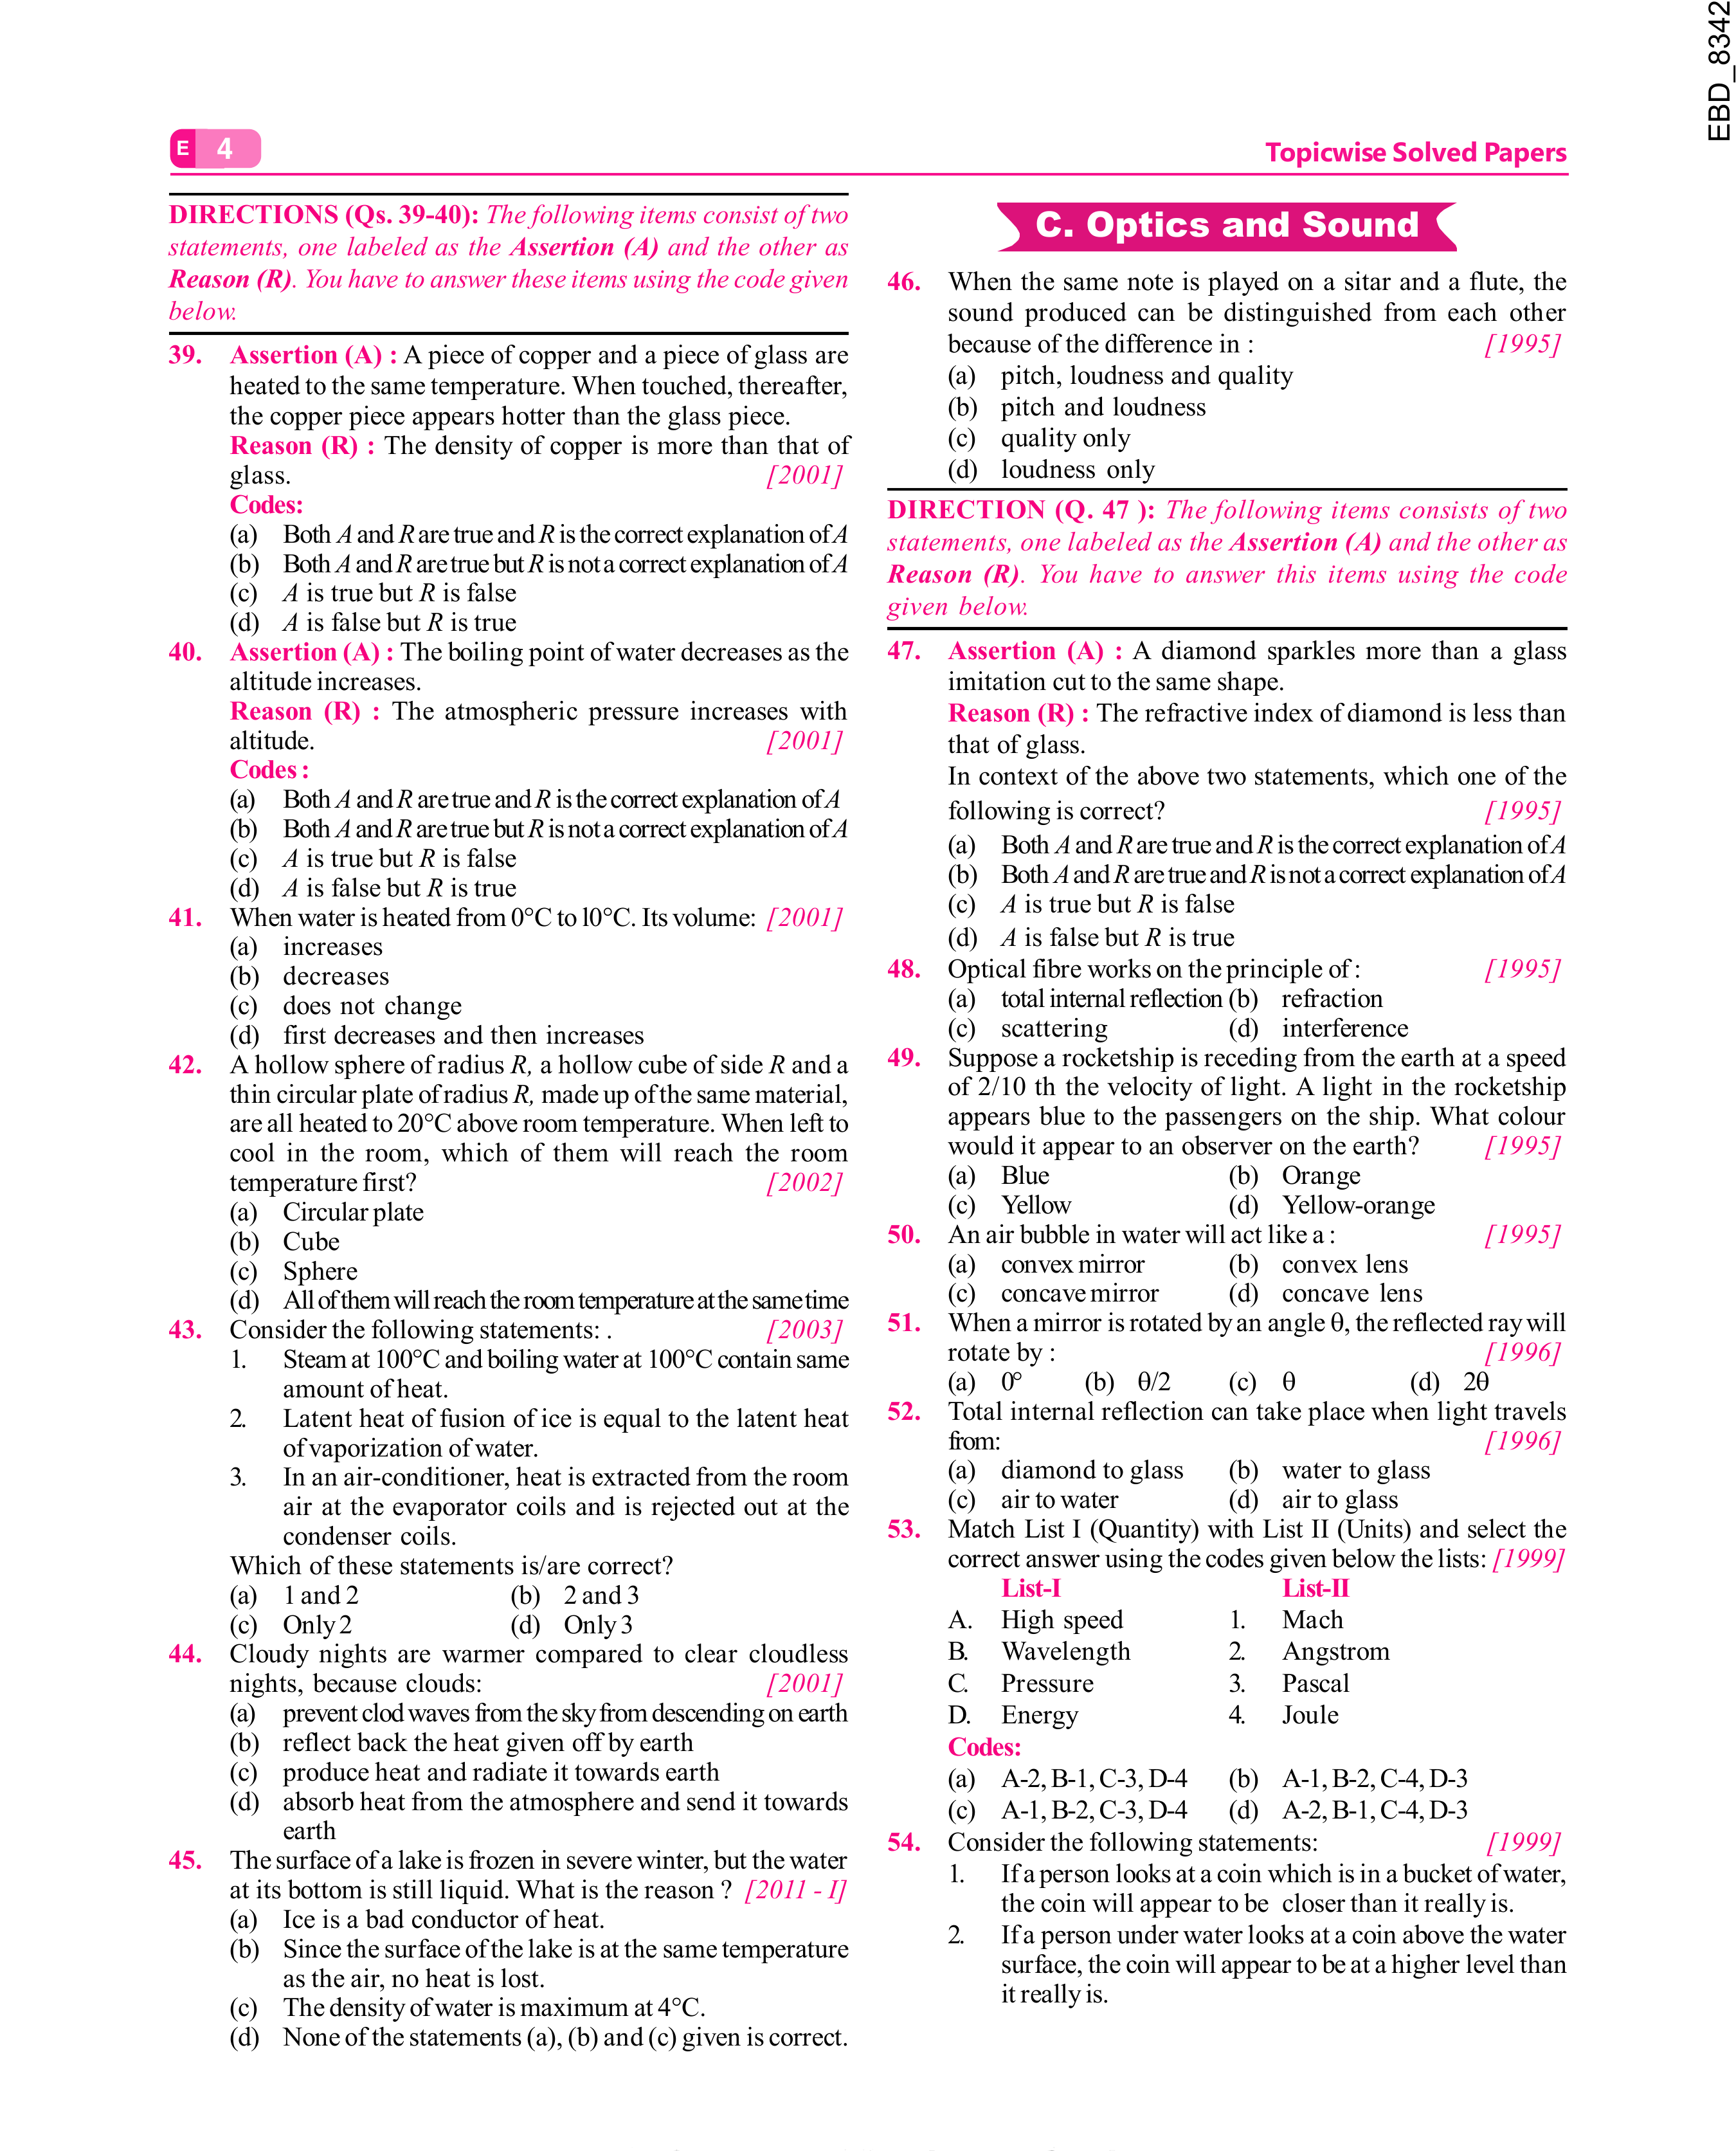 EBD_8342
E 4
Topicwise Solved Papers
DIRECTIONS (Qs. 39-40): The following items consist of two
statements, one labeled as the Assertion (A) and the other as
Reason (R). You have to answer these items using the code given
below.
39. Assertion (A) : A piece of copper and a piece of glass are
heated to the same temperature. When touched, thereafter,
the copper piece appears hotter than the glass piece.
Reason (R) : The density of copper is more than that of
glass. [2001]
Codes:
(a) Both A and R are true and R is the correct explanation of A
(b) Both A and R are true but R is not a correct explanation of A
(c) A is true but R is false
(d) A is false but R is true
40. Assertion (A) : The boiling point of water decreases as the
altitude increases.
Reason (R) : The atmospheric pressure increases with
altitude. [2001]
Codes :
(a) Both A and R are true and R is the correct explanation of A
(b) Both A and R are true but R is not a correct explanation of A
(c) A is true but R is false
(d) A is false but R is true
41. When water is heated from 0°C to l0°C. Its volume: [2001]
(a) increases
(b) decreases
(c) does not change
(d) first decreases and then increases
42. A hollow sphere of radius R, a hollow cube of side R and a
thin circular plate of radius R, made up of the same material,
are all heated to 20°C above room temperature. When left to
cool in the room, which of them will reach the room
temperature first? [2002]
(a) Circular plate
(b) Cube
(c) Sphere
(d) All of them will reach the room temperature at the same time
43. Consider the following statements: . [2003]
1. Steam at 100°C and boiling water at 100°C contain same
amount of heat.
2. Latent heat of fusion of ice is equal to the latent heat
of vaporization of water.
3. In an air-conditioner, heat is extracted from the room
air at the evaporator coils and is rejected out at the
condenser coils.
Which of these statements is/are correct?
(a) 1 and 2 (b) 2 and 3
(c) Only 2 (d) Only 3
44. Cloudy nights are warmer compared to clear cloudless
nights, because clouds: [2001]
(a) prevent clod waves from the sky from descending on earth
(b) reflect back the heat given off by earth
(c) produce heat and radiate it towards earth
(d) absorb heat from the atmosphere and send it towards
earth
45. The surface of a lake is frozen in severe winter, but the water
at its bottom is still liquid. What is the reason ? [2011 - I]
(a) Ice is a bad conductor of heat.
(b) Since the surface of the lake is at the same temperature
as the air, no heat is lost.
(c) The density of water is maximum at 4°C.
(d) None of the statements (a), (b) and (c) given is correct.
C. Optics and Sound
46. When the same note is played on a sitar and a flute, the
sound produced can be distinguished from each other
because of the difference in : [1995]
(a) pitch, loudness and quality
(b) pitch and loudness
(c) quality only
(d) loudness only
DIRECTION (Q. 47 ): The following items consists of two
statements, one labeled as the Assertion (A) and the other as
Reason (R). You have to answer this items using the code
given below.
47. Assertion (A) : A diamond sparkles more than a glass
imitation cut to the same shape.
Reason (R) : The refractive index of diamond is less than
that of glass.
In context of the above two statements, which one of the
following is correct? [1995]
(a) Both A and R are true and R is the correct explanation of A
(b) Both A and R are true and R is not a correct explanation of A
(c) A is true but R is false
(d) A is false but R is true
48. Optical fibre works on the principle of : [1995]
(a) total internal reflection (b) refraction
(c) scattering (d) interference
49. Suppose a rocketship is receding from the earth at a speed
of 2/10 th the velocity of light. A light in the rocketship
appears blue to the passengers on the ship. What colour
would it appear to an observer on the earth? [1995]
(a) Blue (b) Orange
(c) Yellow (d) Yellow-orange
50. An air bubble in water will act like a : [1995]
(a) convex mirror (b) convex lens
(c) concave mirror (d) concave lens
51. When a mirror is rotated by an angle θ, the reflected ray will
rotate by : [1996]
(a) 0° (b) θ/2 (c) θ (d) 2θ
52. Total internal reflection can take place when light travels
from: [1996]
(a) diamond to glass (b) water to glass
(c) air to water (d) air to glass
53. Match List I (Quantity) with List II (Units) and select the
correct answer using the codes given below the lists: [1999]
List-I List-II
A. High speed 1. Mach
B. Wavelength 2. Angstrom
C. Pressure 3. Pascal
D. Energy 4. Joule
Codes:
(a) A-2, B-1, C-3, D-4 (b) A-1, B-2, C-4, D-3
(c) A-1, B-2, C-3, D-4 (d) A-2, B-1, C-4, D-3
54. Consider the following statements: [1999]
1. If a person looks at a coin which is in a bucket of water,
the coin will appear to be closer than it really is.
2. If a person under water looks at a coin above the water
surface, the coin will appear to be at a higher level than
it really is.